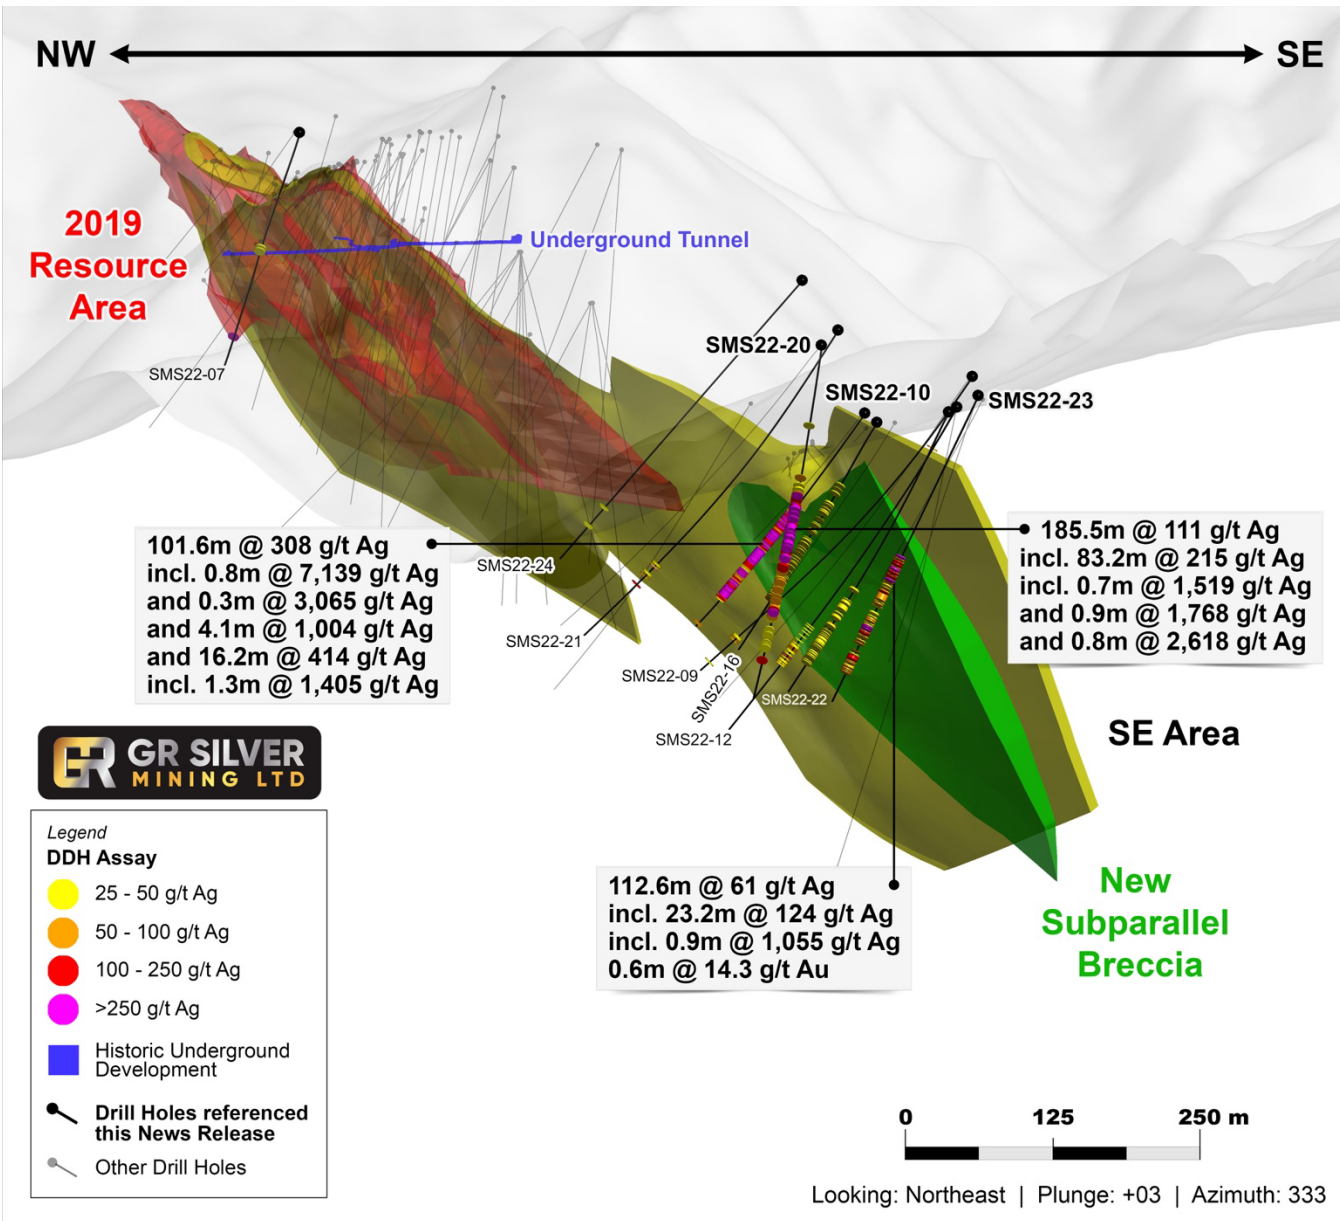 NW
SE
2019
Resource
Area
Underground Tunnel
SMS22-07
SMS22-20
SMS22-10
SMS22-23
101.6m @ 308 g/t Ag
incl. 0.8m @ 7,139 g/t Ag
and 0.3m @ 3,065 g/t Ag
and 4.1m @ 1,004 g/t Ag
and 16.2m @ 414 g/t Ag
incl. 1.3m @ 1,405 g/t Ag
185.5m @ 111 g/t Ag
incl. 83.2m @ 215 g/t Ag
incl. 0.7m @ 1,519 g/t Ag
and 0.9m @ 1,768 g/t Ag
and 0.8m @ 2,618 g/t Ag
SMS22-24
SMS22-21
SMS22-09
SMS22-16
SMS22-22
SMS22-12
SE Area
GR SILVER
MINING LTD
112.6m @ 61 g/t Ag
incl. 23.2m @ 124 g/t Ag
incl. 0.9m @ 1,055 g/t Ag
0.6m @ 14.3 g/t Au
New
Subparallel
Breccia
Legend
DDH Assay
25 - 50 g/t Ag
50 - 100 g/t Ag
100 - 250 g/t Ag
>250 g/t Ag
Historic Underground
Development
Drill Holes referenced
this News Release
Other Drill Holes
0 125 250 m
Looking: Northeast | Plunge: +03 | Azimuth: 333